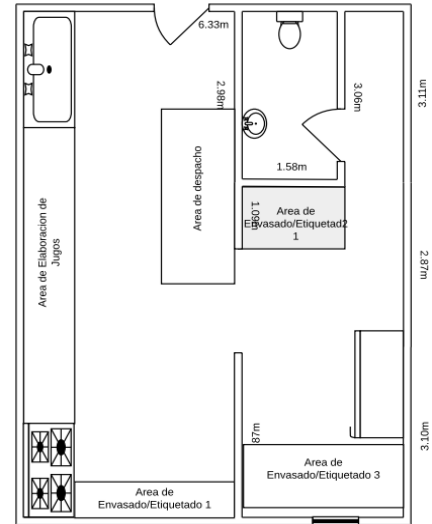 6.33m
2.98m
3.06m
3.11m
1.58m
Area de despacho
1.09m
Area de
Envasado/Etiquetad2
1
Area de Elaboracion de
Jugos
2.87m
87m
3.10m
Area de
Envasado/Etiquetado 3
Area de
Envasado/Etiquetado 1